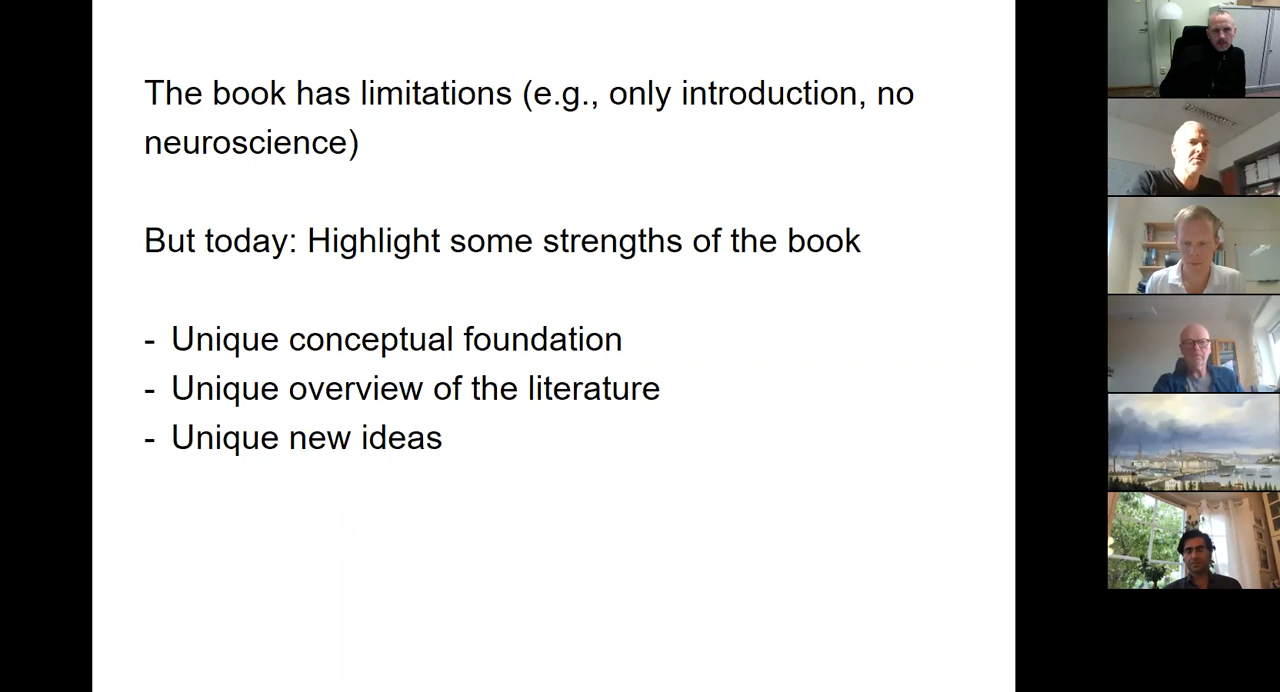 The book has limitations (e.g., only introduction, no
neuroscience)
But today: Highlight some strengths of the book
- Unique conceptual foundation
- Unique overview of the literature
- Unique new ideas